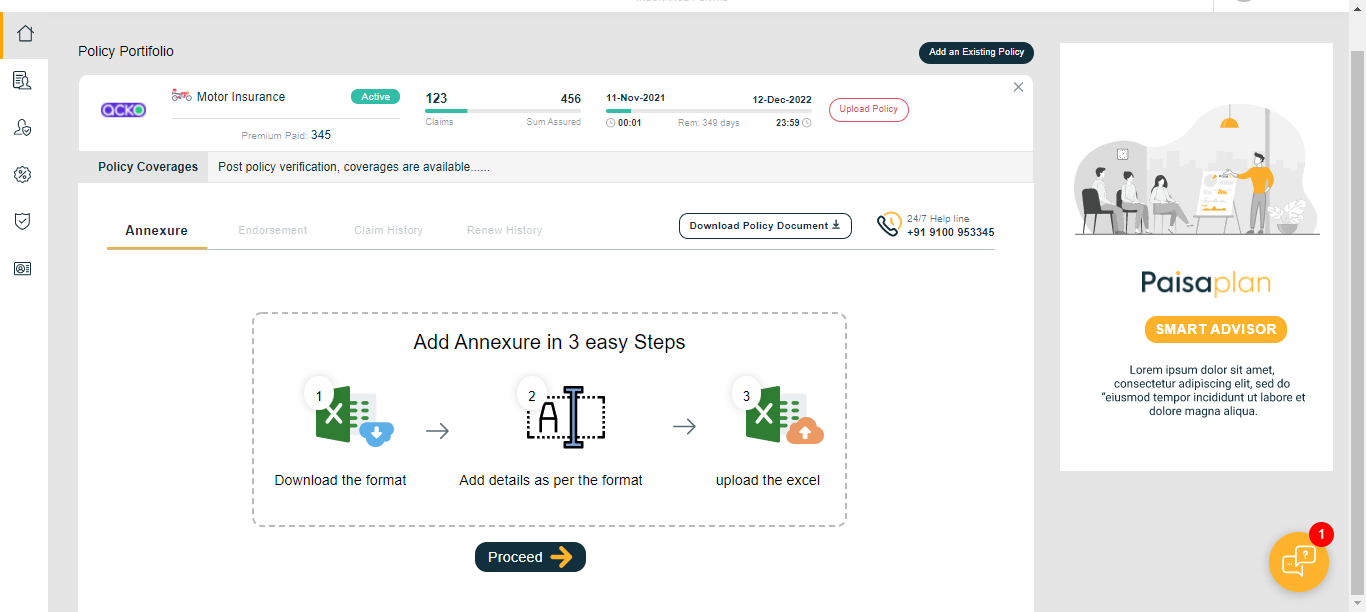 Policy Portifolio
Add an Existing Policy
acko
Motor Insurance
Active
Premium Paid: 345
123
456
Claims
Sum Assured
11-Nov-2021
12-Dec-2022
00:01
Rem: 349 days
23:59
Upload Policy
Policy Coverages
Post policy verification, coverages are available......
Annexure
Endorsement
Claim History
Renew History
Download Policy Document
24/7 Help line
+91 9100 953345
Add Annexure in 3 easy Steps
1
2
3
A
Download the format
Add details as per the format
upload the excel
Proceed
Paisaplan
SMART ADVISOR
Lorem ipsum dolor sit amet,
consectetur adipiscing elit, sed do
"eiusmod tempor incididunt ut labore et
dolore magna aliqua.
1